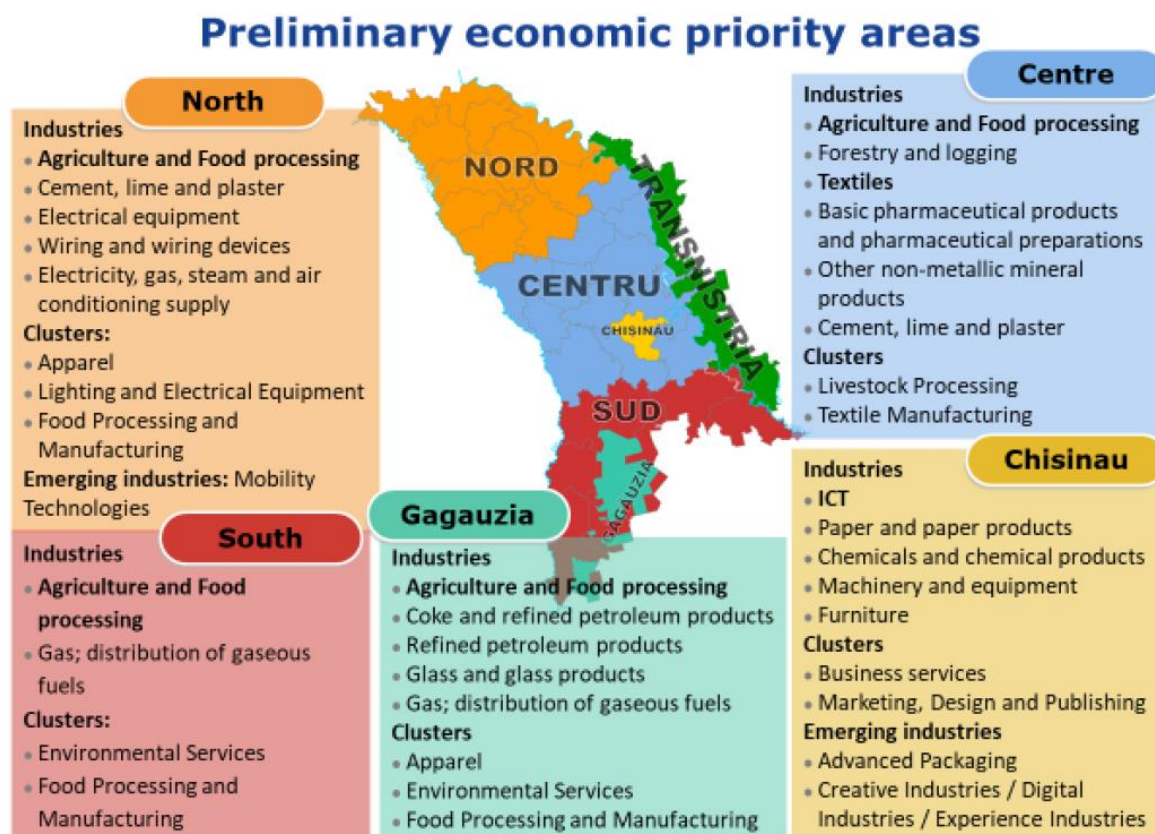 Preliminary economic priority areas
North
Industries
• Agriculture and Food processing
• Cement, lime and plaster
• Electrical equipment
• Wiring and wiring devices
• Electricity, gas, steam and air
conditioning supply
Clusters:
• Apparel
• Lighting and Electrical Equipment
• Food Processing and
Manufacturing
Emerging industries: Mobility
Technologies
South
Industries
• Agriculture and Food
processing
• Gas; distribution of gaseous
fuels
Clusters:
• Environmental Services
• Food Processing and
Manufacturing
NORD
TRANSNISTRIA
CENTRU
CHISINAU
SUD
GAGAUZIA
Gagauzia
Industries
• Agriculture and Food processing
• Coke and refined petroleum products
• Refined petroleum products
• Glass and glass products
• Gas; distribution of gaseous fuels
Clusters
• Apparel
• Environmental Services
• Food Processing and Manufacturing
Centre
Industries
• Agriculture and Food processing
• Forestry and logging
• Textiles
• Basic pharmaceutical products
and pharmaceutical preparations
• Other non-metallic mineral
products
• Cement, lime and plaster
Clusters
• Livestock Processing
• Textile Manufacturing
Chisinau
Industries
• ICT
• Paper and paper products
• Chemicals and chemical products
• Machinery and equipment
• Furniture
Clusters
• Business services
• Marketing, Design and Publishing
Emerging industries
• Advanced Packaging
• Creative Industries / Digital
Industries / Experience Industries